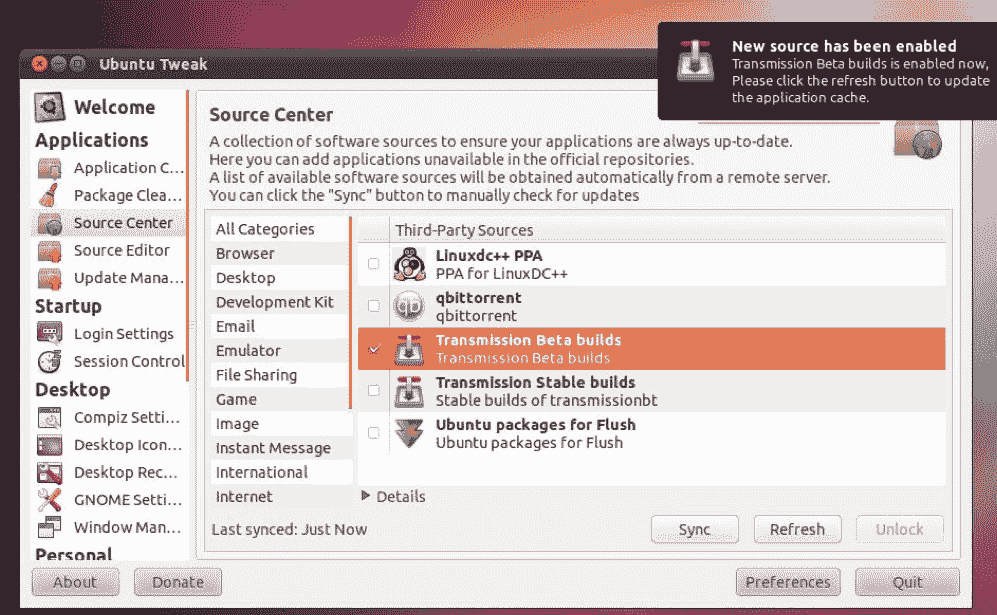 Ubuntu Tweak
New source has been enabled
Transmission Beta builds is enabled now,
Please click the refresh button to update
the application cache.
Welcome
Applications
Application C...
Package Clea...
Source Center
Source Editor
Update Mana...
Startup
Login Settings
Session Control
Desktop
Compiz Setti...
Desktop Icon...
Desktop Rec...
GNOME Setti...
Window Man...
Personal
Source Center
A collection of software sources to ensure your applications are always up-to-date.
Here you can add applications unavailable in the official repositories.
A list of available software sources will be obtained automatically from a remote server.
You can click the "Sync" button to manually check for updates
All Categories
Browser
Desktop
Development Kit
Email
Emulator
File Sharing
Game
Image
Instant Message
International
Internet
Third-Party Sources
Linuxdc++ PPA
PPA for LinuxDC++
qbittorrent
qbittorrent
Transmission Beta builds
Transmission Beta builds
Transmission Stable builds
Stable builds of transmissionbt
Ubuntu packages for Flush
Ubuntu packages for Flush
Details
Last synced: Just Now
Sync
Refresh
Unlock
About
Donate
Preferences
Quit